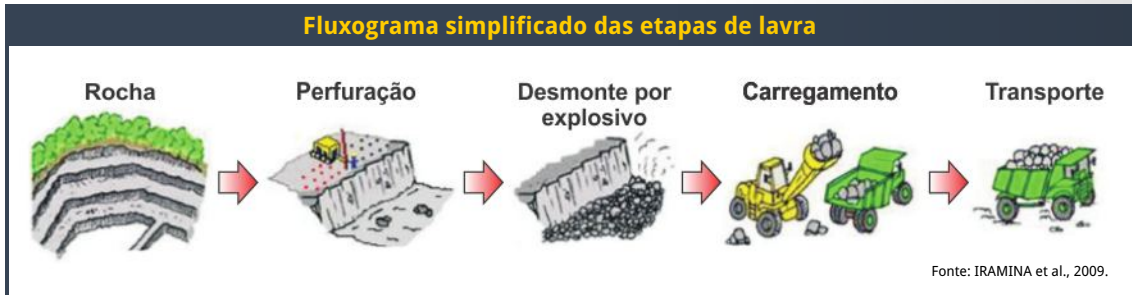 Fluxograma simplificado das etapas de lavra
Rocha
Perfuração
Desmonte por
explosivo
Carregamento
Transporte
Fonte: IRAMINA et al., 2009.